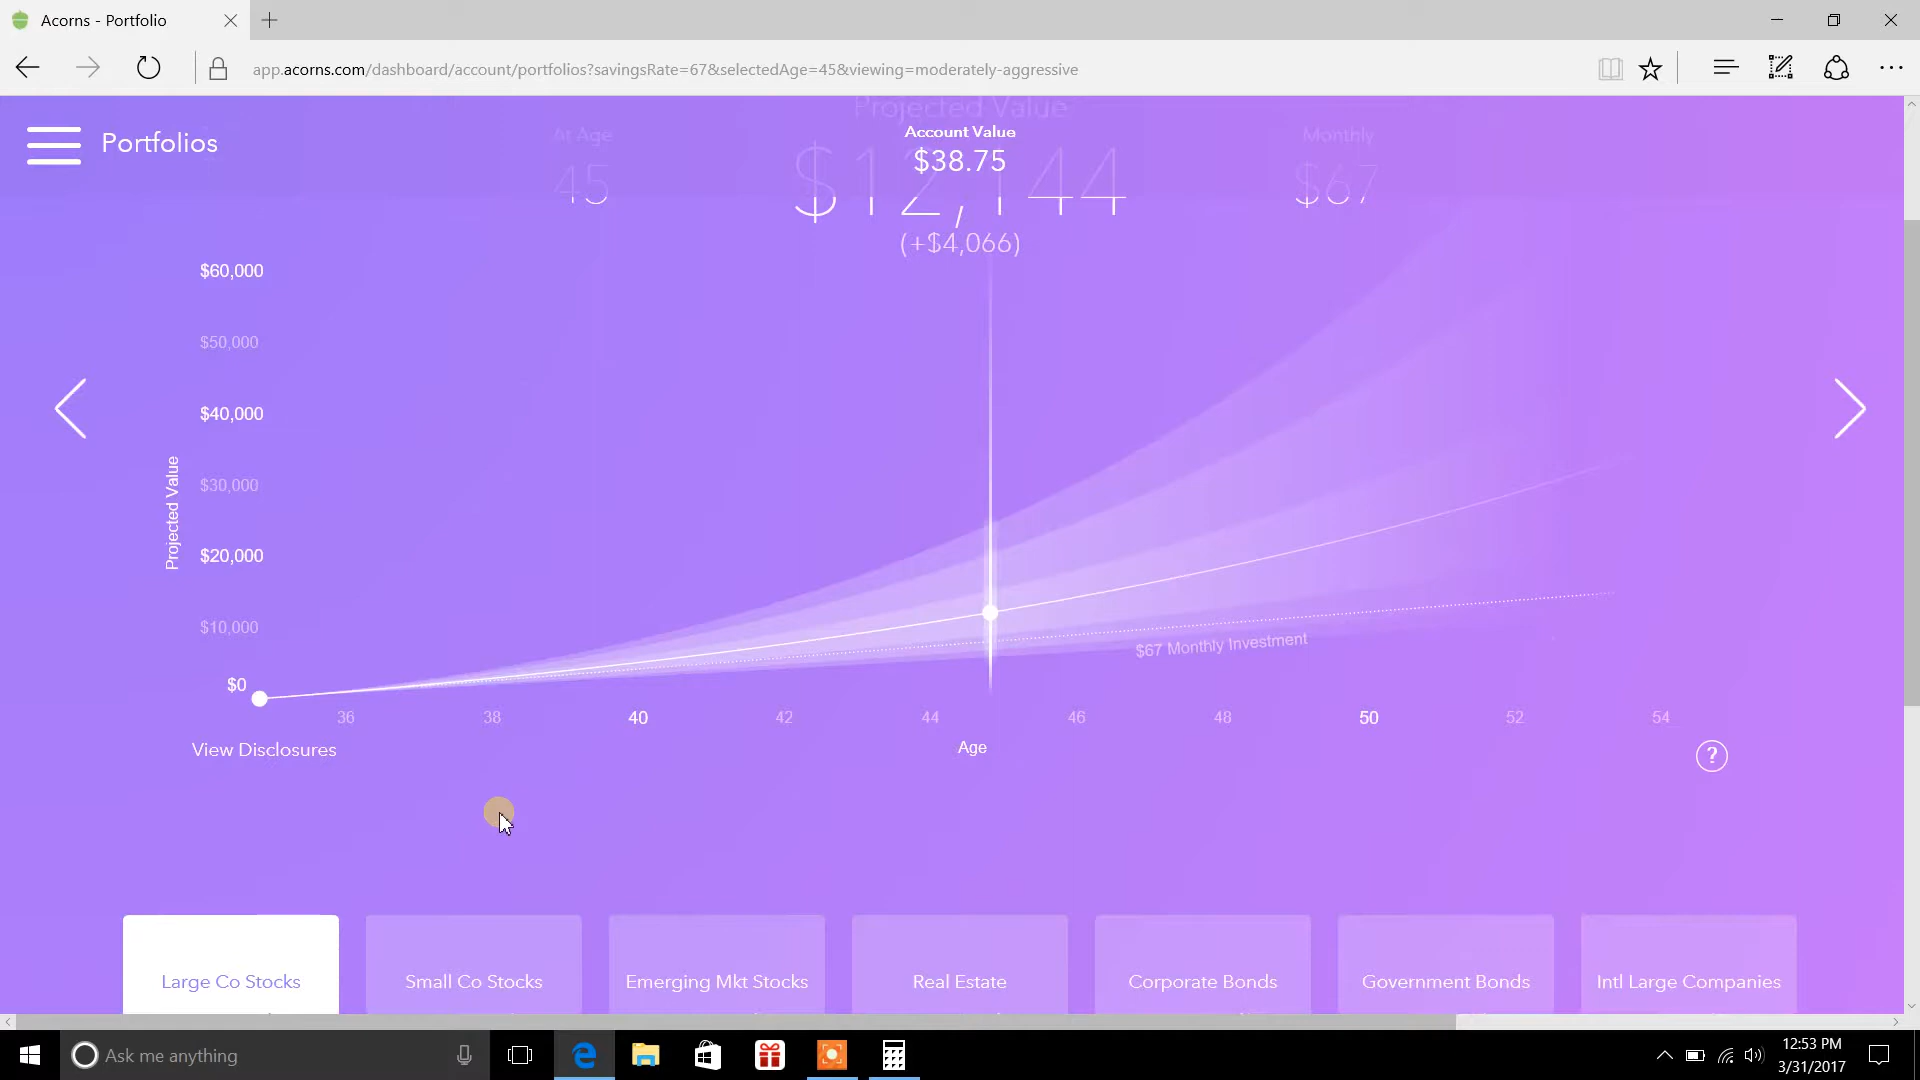 Acorns - Portfolio
app.acorns.com/dashboard/account/portfolios?savingsRate=67&selectedAge=45&viewing=moderately-aggressive
Portfolios
Projected Value
At Age
Account Value
Monthly
45
$12,144
$38.75
$67
(+$4,066)
$60,000
$50,000
$40,000
$30,000
$20,000
$10,000
$0
Projected Value
$67 Monthly Investment
36 38 40 42 44 46 48 50 52 54
View Disclosures
Age
?
Large Co Stocks
Small Co Stocks
Emerging Mkt Stocks
Real Estate
Corporate Bonds
Government Bonds
Intl Large Companies
Ask me anything
12:53 PM
3/31/2017